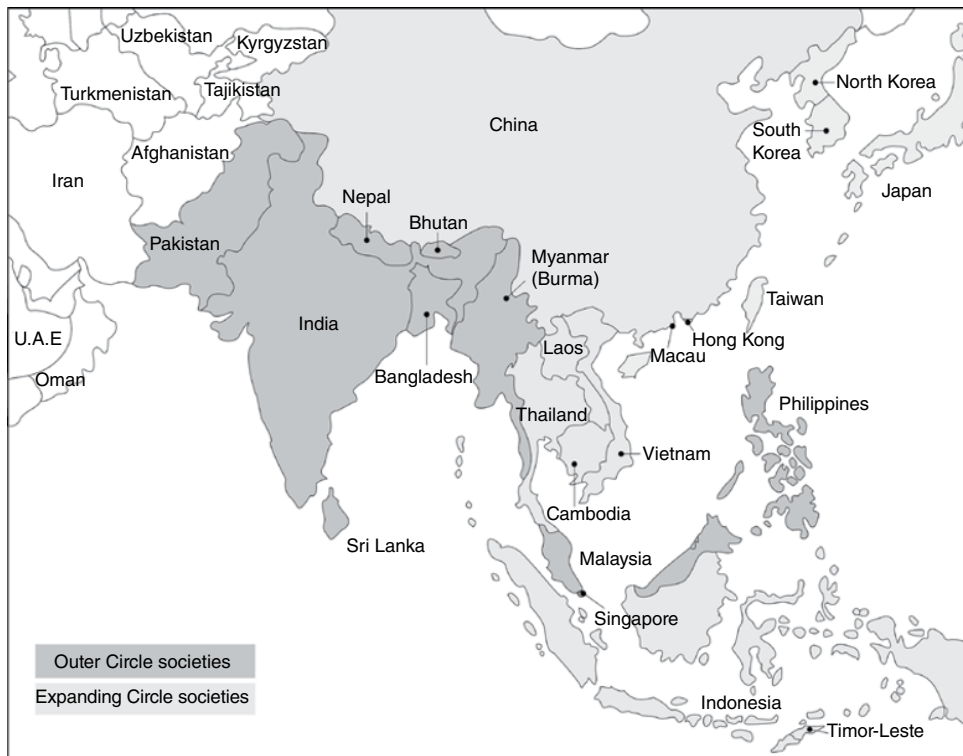 Uzbekistan
Kyrgyzstan
Turkmenistan
Tajikistan
North Korea
China
South
Korea
Afghanistan
Iran
Japan
Nepal
Bhutan
Pakistan
Myanmar
(Burma)
Taiwan
India
U.A.E
Hong Kong
Laos
Macau
Oman
Bangladesh
Thailand
Philippines
Vietnam
Cambodia
Sri Lanka
Malaysia
Singapore
Outer Circle societies
Expanding Circle societies
Indonesia
Timor-Leste